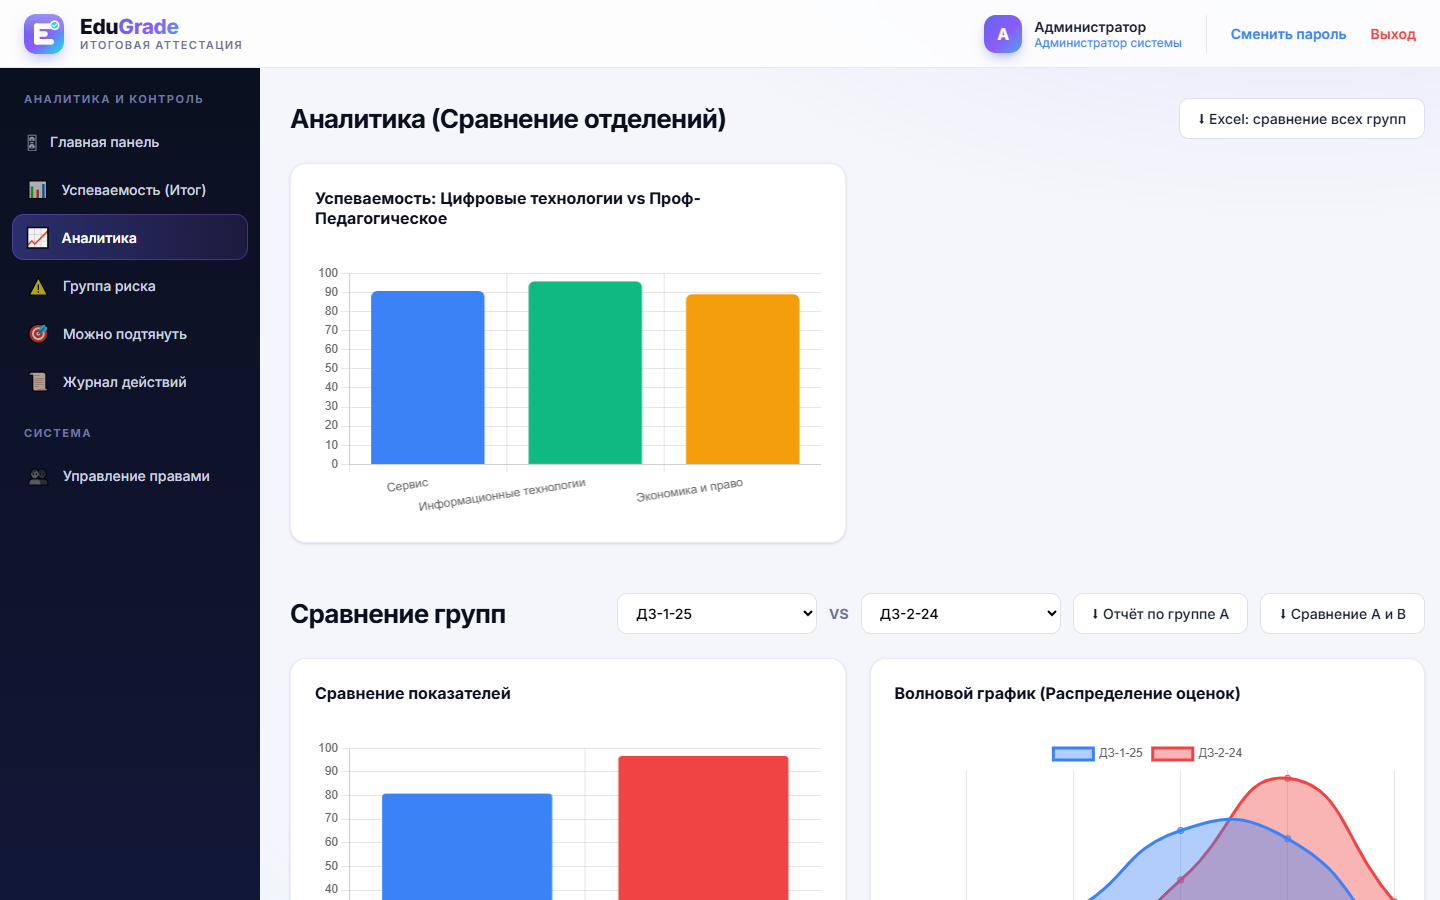 EduGrade
ИТОГОВАЯ АТТЕСТАЦИЯ
А
Администратор
Администратор системы
Сменить пароль
Выход
АНАЛИТИКА И КОНТРОЛЬ
Главная панель
Успеваемость (Итог)
Аналитика
Группа риска
Можно подтянуть
Журнал действий
СИСТЕМА
Управление правами
Аналитика (Сравнение отделений)
⭳ Excel: сравнение всех групп
Успеваемость: Цифровые технологии vs Проф-
Педагогическое
100
90
80
70
60
50
40
30
20
10
0
Сервис
Информационные технологии
Экономика и право
Сравнение групп
ДЗ-1-25
VS
ДЗ-2-24
⭳ Отчёт по группе А
⭳ Сравнение А и В
Сравнение показателей
100
90
80
70
60
50
40
Волновой график (Распределение оценок)
ДЗ-1-25
ДЗ-2-24